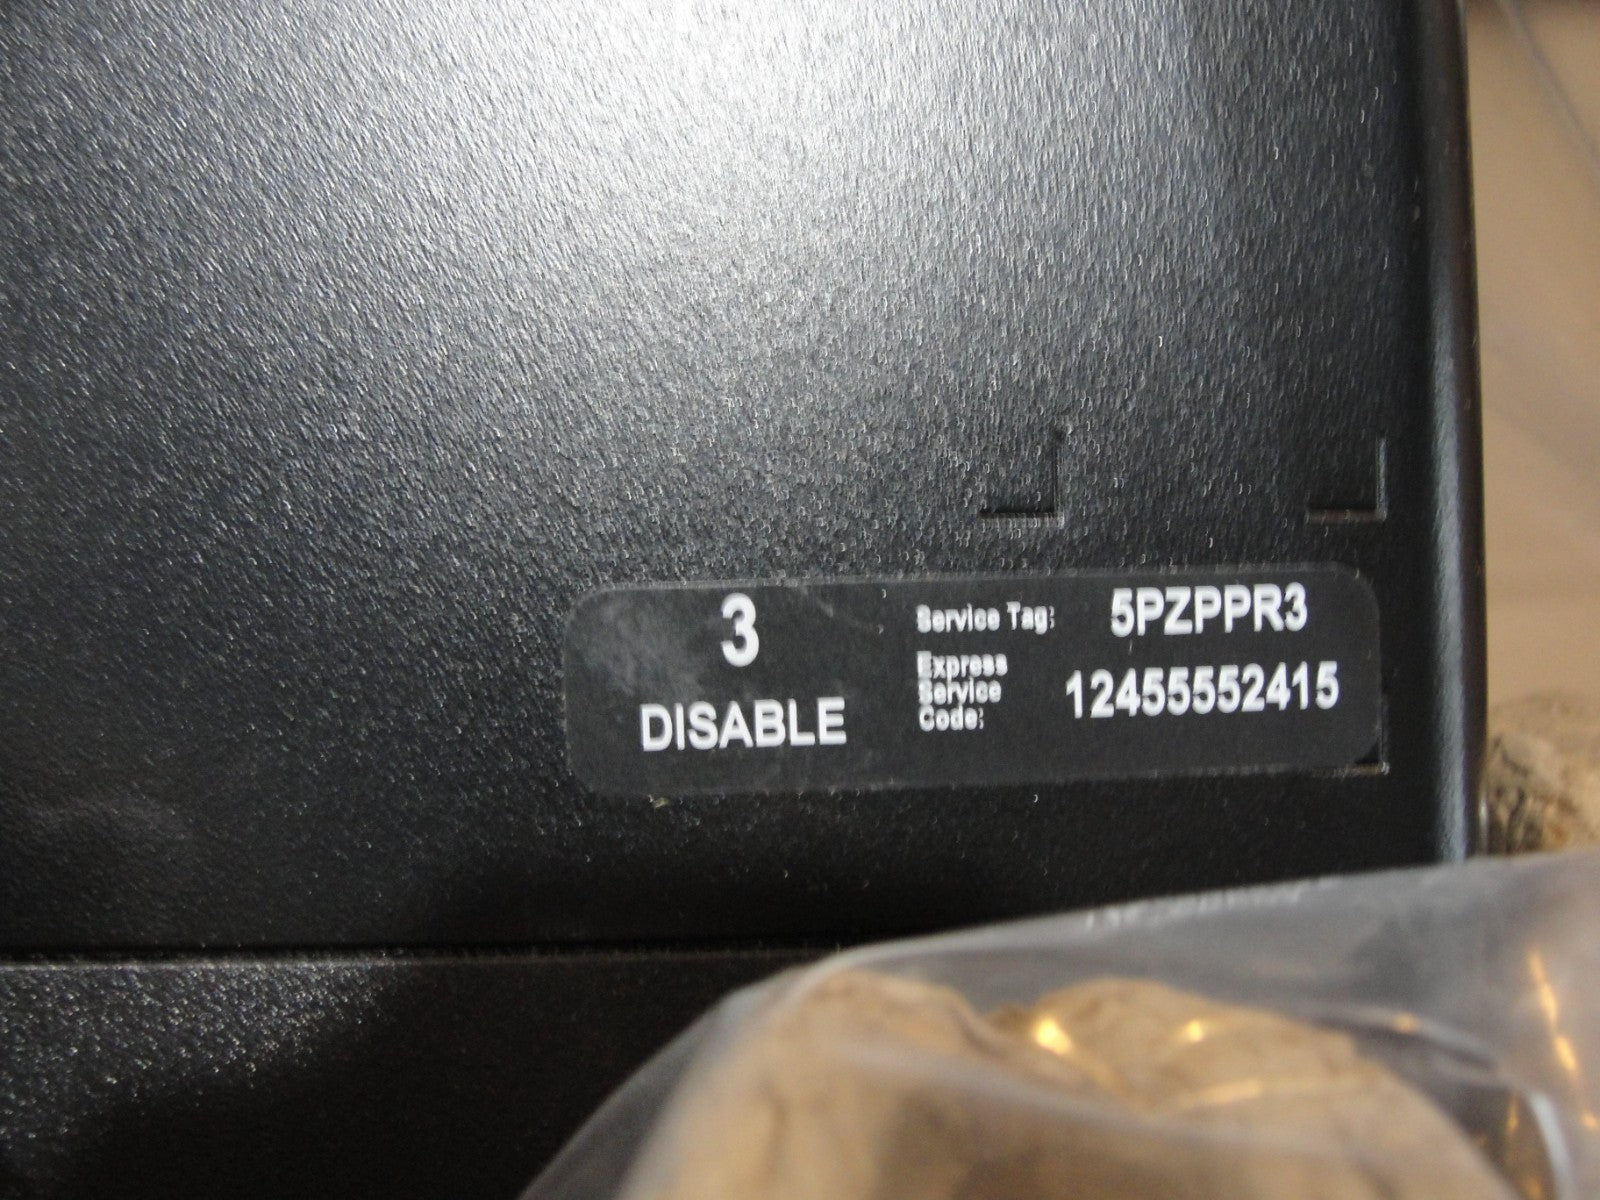 3
DISABLE
Service Tag: 5PZPPR3
Express
Service
Code: 12455552415